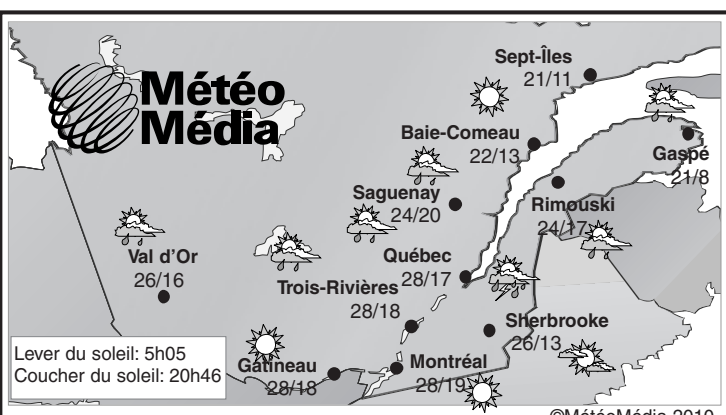 Météo
Média
Sept-Îles
21/11
Baie-Comeau
22/13
Gaspé
21/8
Saguenay
24/20
Rimouski
24/17
Val d'Or
26/16
Québec
28/17
Trois-Rivières
28/18
Sherbrooke
26/13
Lever du soleil: 5h05
Coucher du soleil: 20h46
Gatineau
28/18
Montréal
28/19
©MétéoMédia 2010